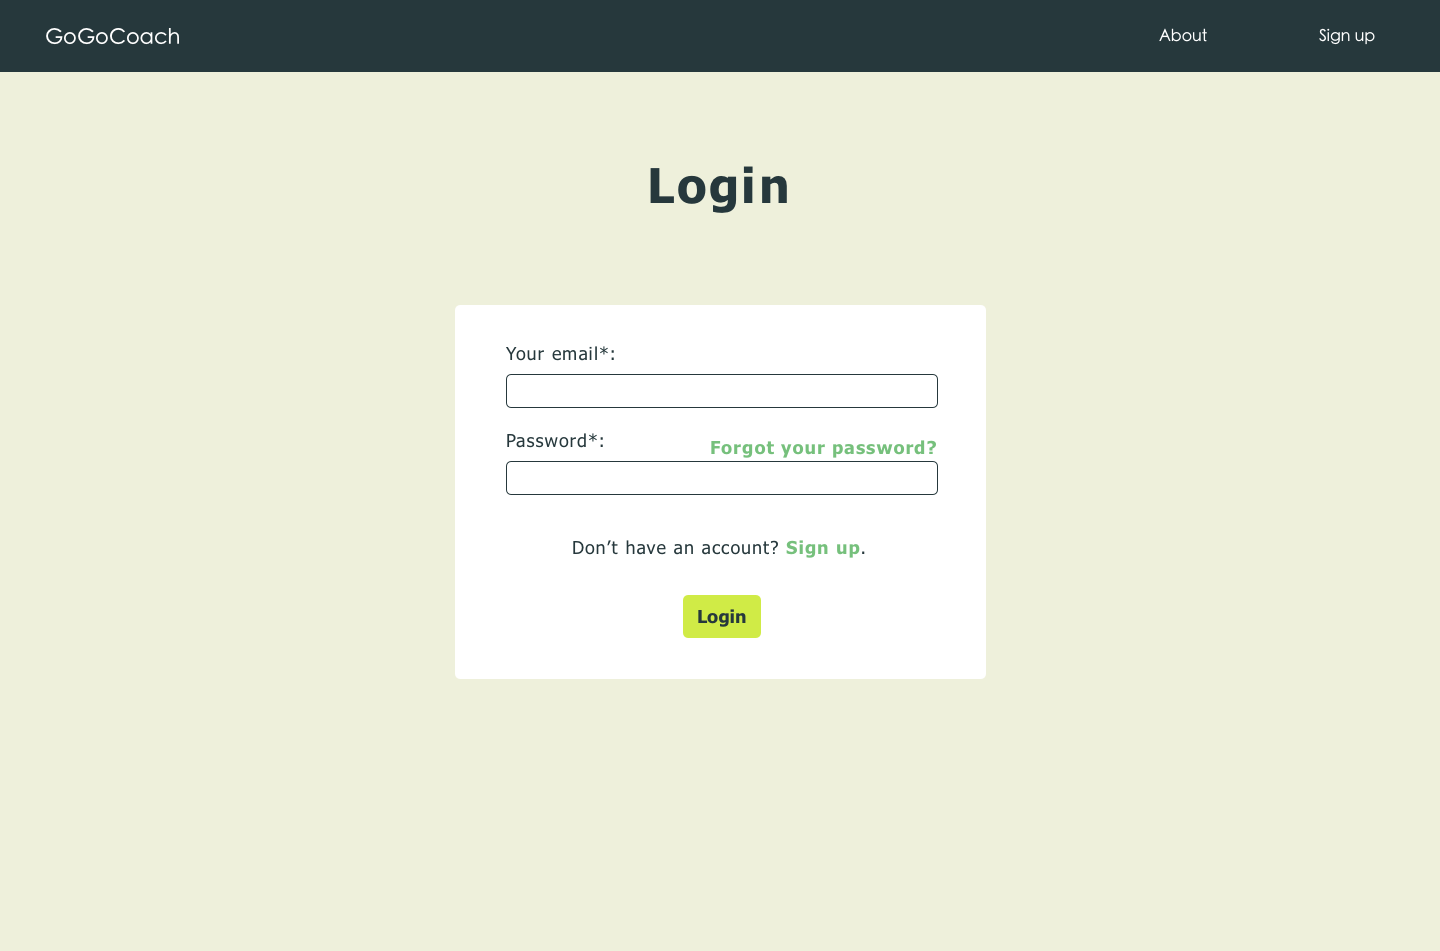 GoGoCoach About Sign up
Login
Your email*:
Password*: Forgot your password?
Don’t have an account? Sign up.
Login